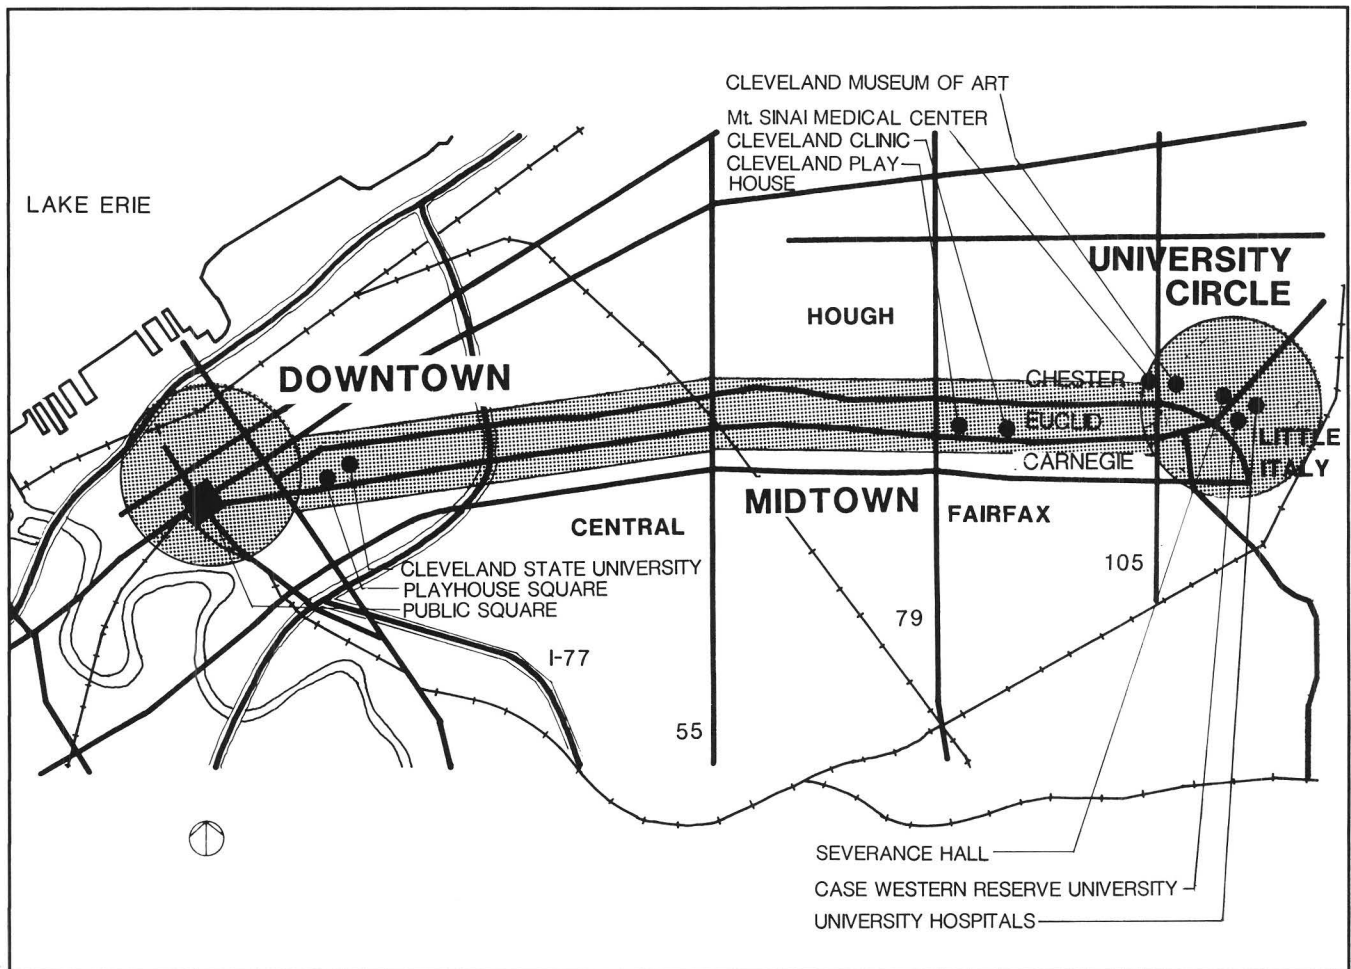 CLEVELAND MUSEUM OF ART
Mt. SINAI MEDICAL CENTER
CLEVELAND CLINIC
CLEVELAND PLAY
HOUSE
LAKE ERIE
UNIVERSITY
CIRCLE
HOUGH
DOWNTOWN
CHESTER
EUCLID
CARNEGIE
LITTLE
ITALY
MIDTOWN
FAIRFAX
CENTRAL
105
CLEVELAND STATE UNIVERSITY
PLAYHOUSE SQUARE
PUBLIC SQUARE
79
I-77
55
SEVERANCE HALL
CASE WESTERN RESERVE UNIVERSITY
UNIVERSITY HOSPITALS